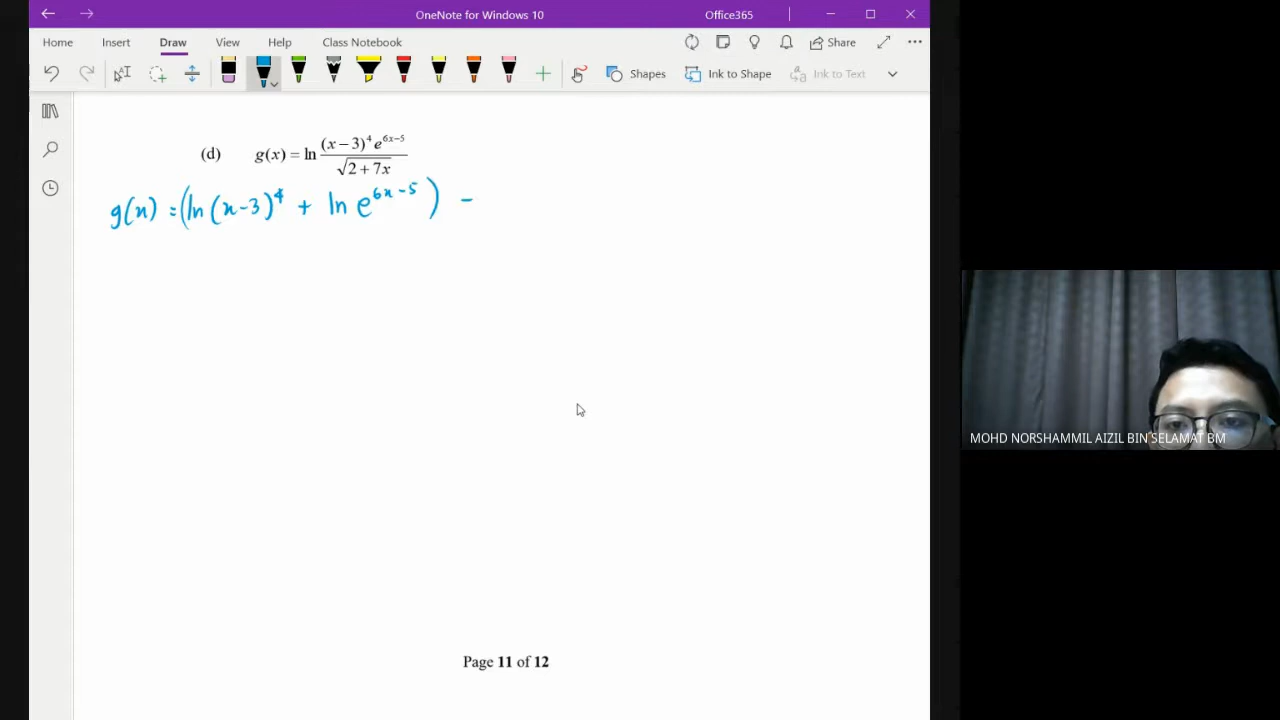 OneNote for Windows 10
Office365
Home Insert Draw View Help Class Notebook
Share
Shapes Ink to Shape Ink to Text
(d) g(x) = ln (x − 3)⁴ e⁶ˣ⁻⁵ / √(2 + 7x)
g(x) = (ln (x-3)⁴ + ln e⁶ˣ⁻⁵) -
MOHD NORSHAMMIL AIZIL BIN SELAMAT BM
Page 11 of 12